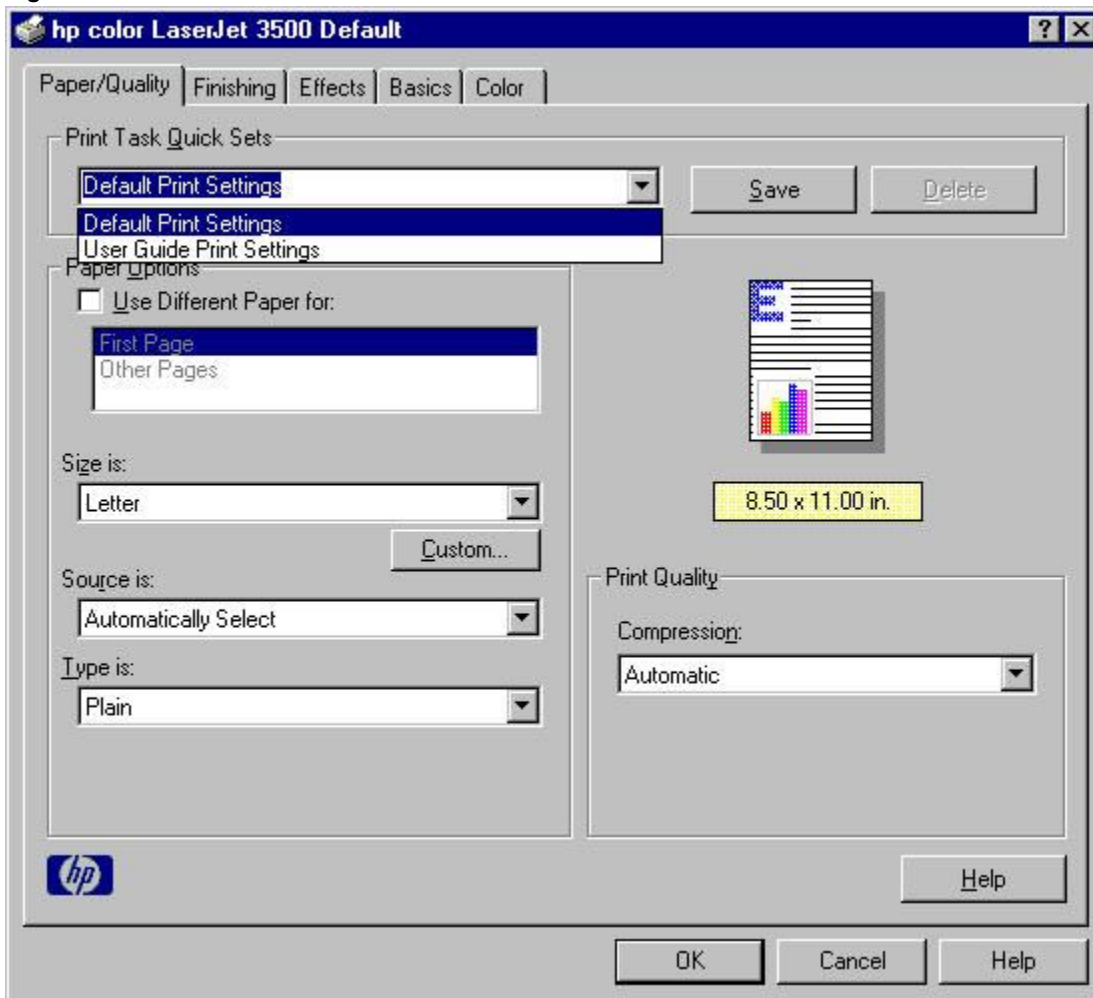 hp color LaserJet 3500 Default
Paper/Quality Finishing Effects Basics Color
Print Task Quick Sets
Default Print Settings
Save
Delete
Default Print Settings
User Guide Print Settings
Paper Options
Use Different Paper for:
First Page
Other Pages
Size is:
Letter
Custom...
Source is:
Automatically Select
Type is:
Plain
E
8.50 x 11.00 in.
Print Quality
Compression:
Automatic
hp
Help
OK Cancel Help